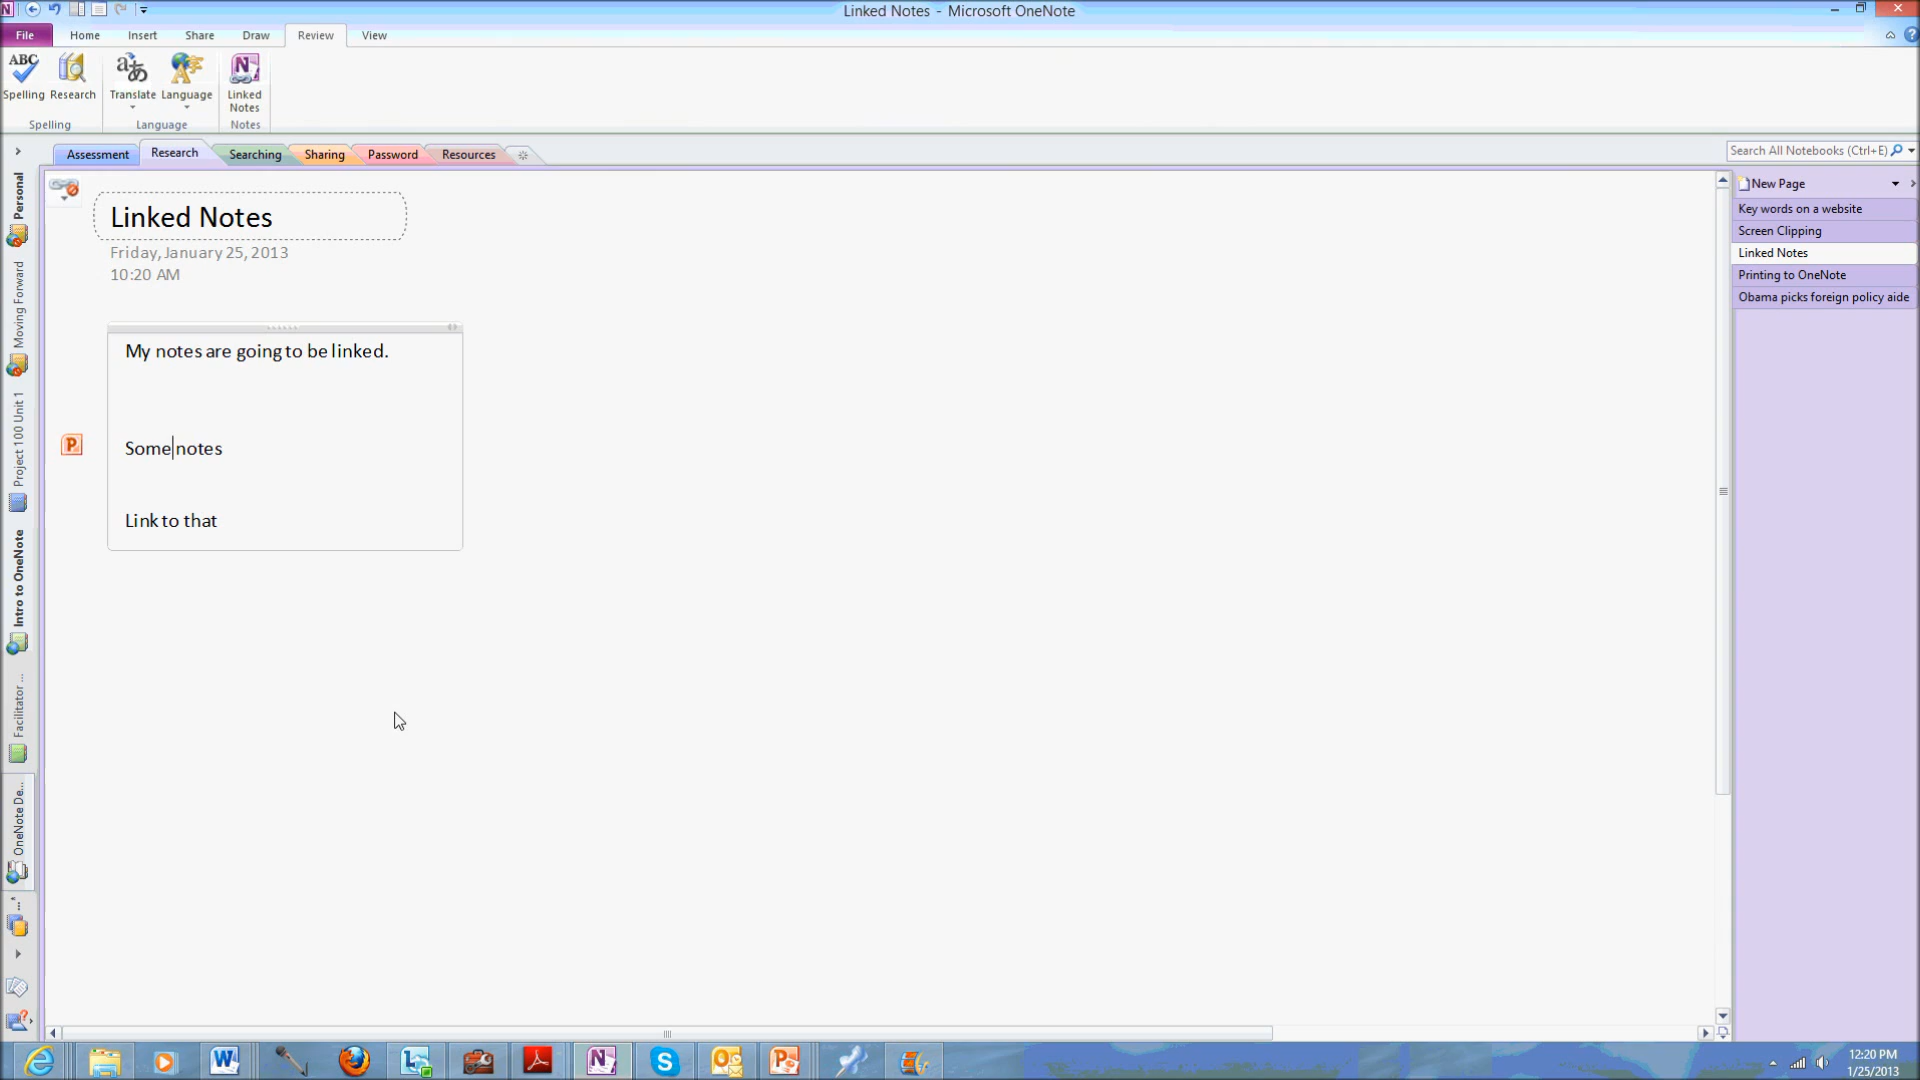 Linked Notes - Microsoft OneNote
File Home Insert Share Draw Review View
ABC
Spelling Research Translate Language Linked Notes
Spelling Language Notes
Assessment Research Searching Sharing Password Resources
Search All Notebooks (Ctrl+E)
Personal
Moving Forward
Project 100 Unit 1
Intro to OneNote
Facilitator ...
OneNote De...
Linked Notes
Friday, January 25, 2013
10:20 AM
My notes are going to be linked.
Some notes
Link to that
New Page
Key words on a website
Screen Clipping
Linked Notes
Printing to OneNote
Obama picks foreign policy aide
12:20 PM
1/25/2013